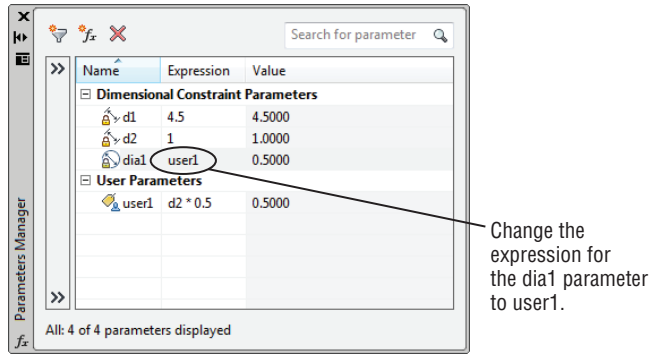 Search for parameter
Name Expression Value
Dimensional Constraint Parameters
d1 4.5 4.5000
d2 1 1.0000
dia1 user1 0.5000
User Parameters
user1 d2 * 0.5 0.5000
Parameters Manager
All: 4 of 4 parameters displayed
Change the
expression for
the dia1 parameter
to user1.